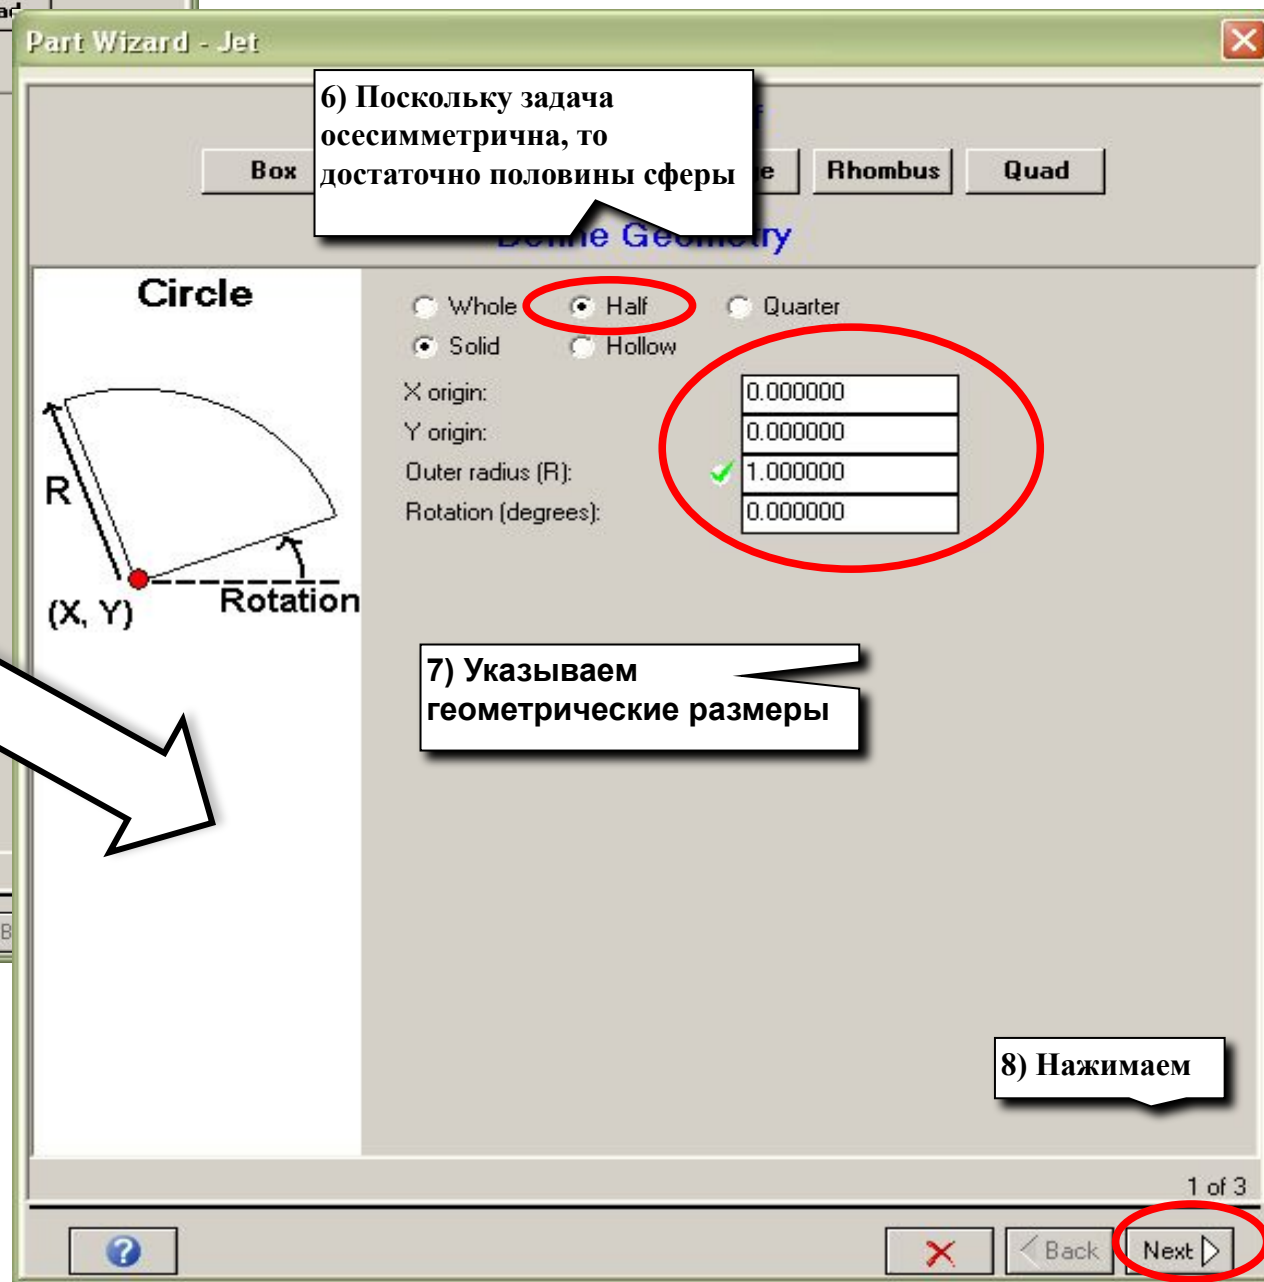 Part Wizard - Jet
6) Поскольку задача
осесимметрична, то
достаточно половины сферы
Box
Rhombus
Quad
Define Geometry
Circle
Whole
Half
Quarter
Solid
Hollow
X origin:
0.000000
Y origin:
0.000000
Outer radius (R):
1.000000
Rotation (degrees):
0.000000
R
(X, Y)
Rotation
7) Указываем
геометрические размеры
8) Нажимаем
1 of 3
Back
Next